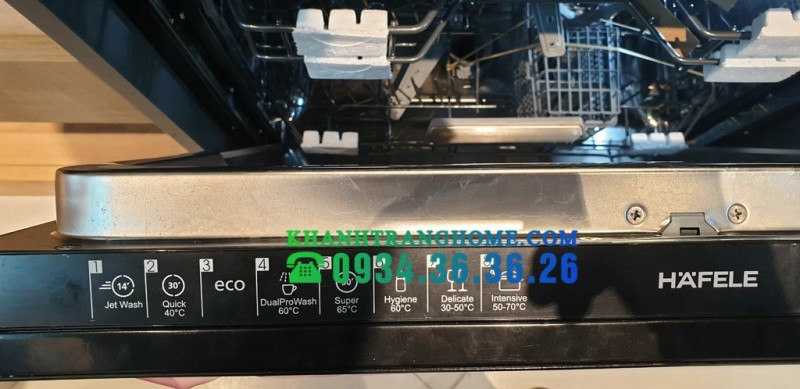 KHANHTRANGHOME.COM
0934.36.36.26
1 14' Jet Wash
2 30' Quick 40°C
3 eco
4 DualProWash 60°C
5 Super 65°C
6 Hygiene 60°C
Delicate 30-50°C
Intensive 50-70°C
HÄFELE